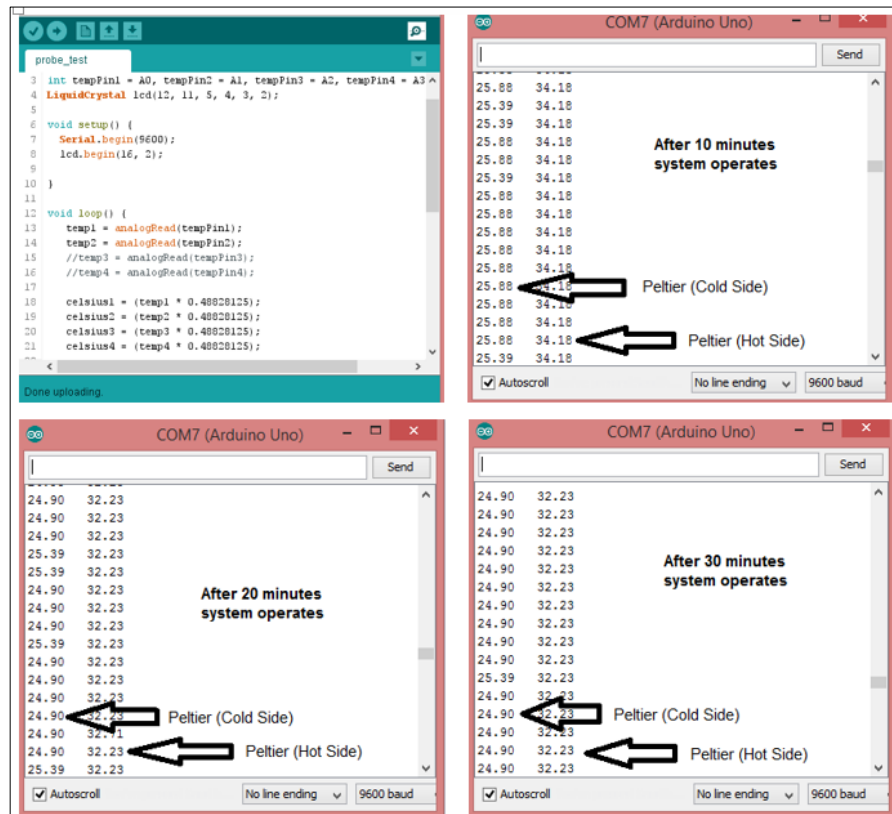 probe_test
3 int tempPin1 = A0, tempPin2 = A1, tempPin3 = A2, tempPin4 = A3
4 LiquidCrystal lcd(12, 11, 5, 4, 3, 2);
5
6 void setup() {
7 Serial.begin(9600);
8 lcd.begin(16, 2);
9
10 }
11
12 void loop() {
13 temp1 = analogRead(tempPin1);
14 temp2 = analogRead(tempPin2);
15 //temp3 = analogRead(tempPin3);
16 //temp4 = analogRead(tempPin4);
17
18 celsius1 = (temp1 * 0.48828125);
19 celsius2 = (temp2 * 0.48828125);
20 celsius3 = (temp3 * 0.48828125);
21 celsius4 = (temp4 * 0.48828125);
Done uploading.
COM7 (Arduino Uno)
Send
25.88 34.18
25.39 34.18
25.39 34.18
25.88 34.18
25.88 34.18
25.39 34.18
25.88 34.18
25.88 34.18
25.88 34.18
25.88 34.18
25.88 34.18
25.88 34.18
25.88 34.18
25.88 34.18
25.88 34.18
25.39 34.18
After 10 minutes
system operates
Peltier (Cold Side)
Peltier (Hot Side)
Autoscroll
No line ending
9600 baud
COM7 (Arduino Uno)
Send
24.90 32.23
24.90 32.23
24.90 32.23
25.39 32.23
25.39 32.23
24.90 32.23
24.90 32.23
24.90 32.23
25.39 32.23
24.90 32.23
24.90 32.23
24.90 32.23
24.90 32.23
24.90 32.71
24.90 32.23
25.39 32.23
After 20 minutes
system operates
Peltier (Cold Side)
Peltier (Hot Side)
Autoscroll
No line ending
9600 baud
COM7 (Arduino Uno)
Send
24.90 32.23
24.90 32.23
24.90 32.23
24.90 32.23
24.90 32.23
24.90 32.23
24.90 32.23
24.90 32.23
24.90 32.23
25.39 32.23
24.90 32.23
24.90 32.23
24.90 32.23
24.90 32.23
24.90 32.23
After 30 minutes
system operates
Peltier (Cold Side)
Peltier (Hot Side)
Autoscroll
No line ending
9600 baud